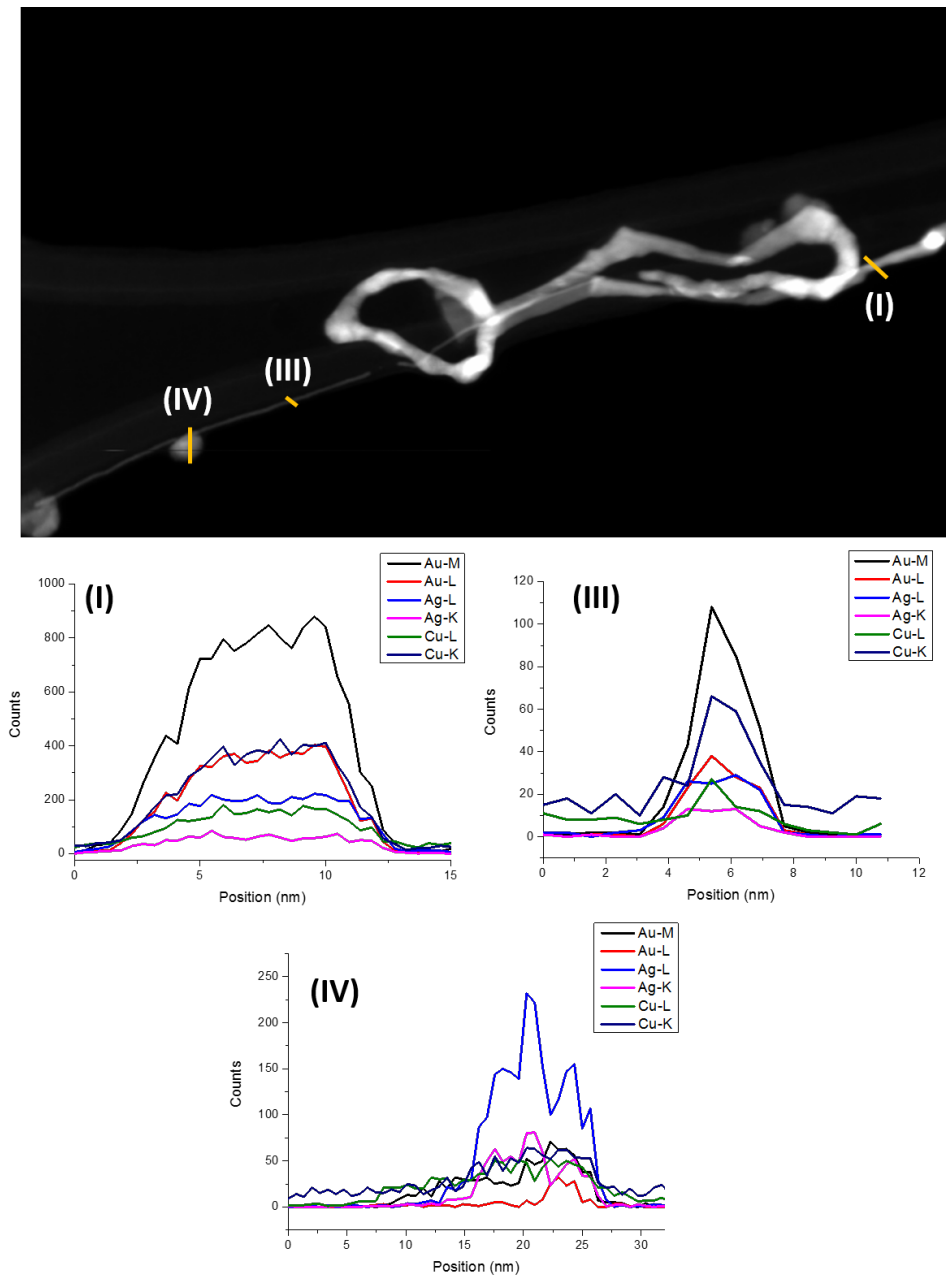 (I)
(III)
(IV)
(I)
Au-M
Au-L
Ag-L
Ag-K
Cu-L
Cu-K
1000
800
600
400
200
0
Counts
0
5
10
15
Position (nm)
(III)
Au-M
Au-L
Ag-L
Ag-K
Cu-L
Cu-K
120
100
80
60
40
20
0
Counts
0
2
4
6
8
10
12
Position (nm)
(IV)
Au-M
Au-L
Ag-L
Ag-K
Cu-L
Cu-K
250
200
150
100
50
0
Counts
0
5
10
15
20
25
30
Position (nm)